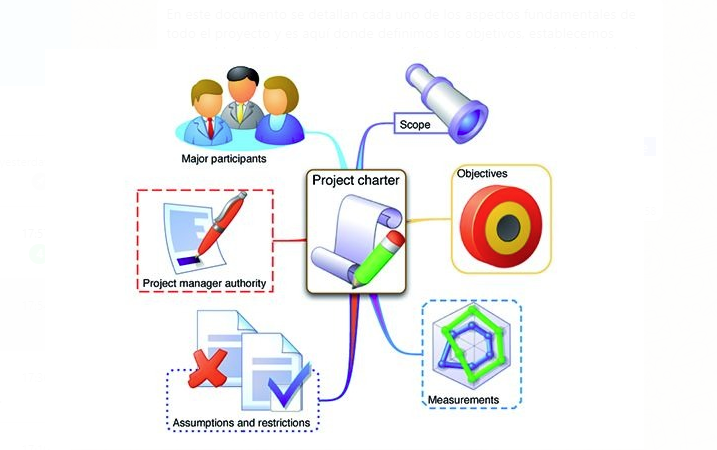 En este documento se detallan cada uno de los aspectos fundamentales de
todo el proyecto y es aquí donde definimos los objetivos, establecemos
Major participants
Scope
Project charter
Objectives
Project manager authority
Measurements
Assumptions and restrictions